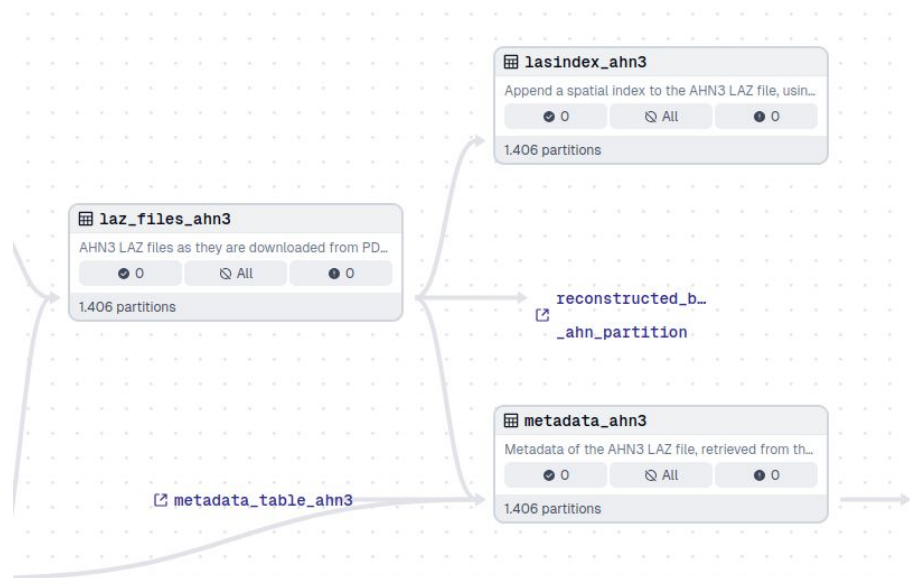 lasindex_ahn3
Append a spatial index to the AHN3 LAZ file, usin...
0 All 0
1.406 partitions
laz_files_ahn3
AHN3 LAZ files as they are downloaded from PD...
0 All 0
1.406 partitions
reconstructed_b...
_ahn_partition
metadata_ahn3
Metadata of the AHN3 LAZ file, retrieved from th...
0 All 0
metadata_table_ahn3
1.406 partitions